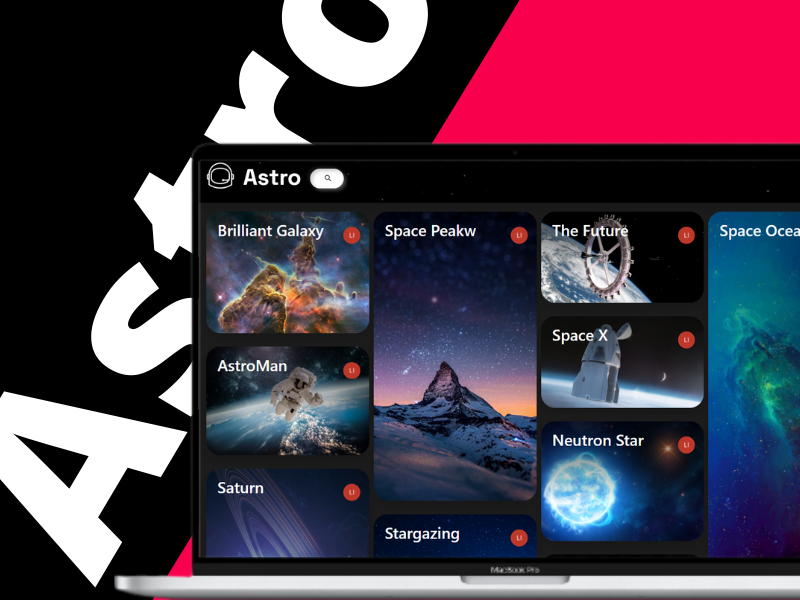 Astro
Astro
Brilliant Galaxy
LI
Space Peakw
LI
The Future
LI
Space Ocea
AstroMan
LI
Space X
LI
Neutron Star
LI
Saturn
LI
Stargazing
LI
MacBook Pro